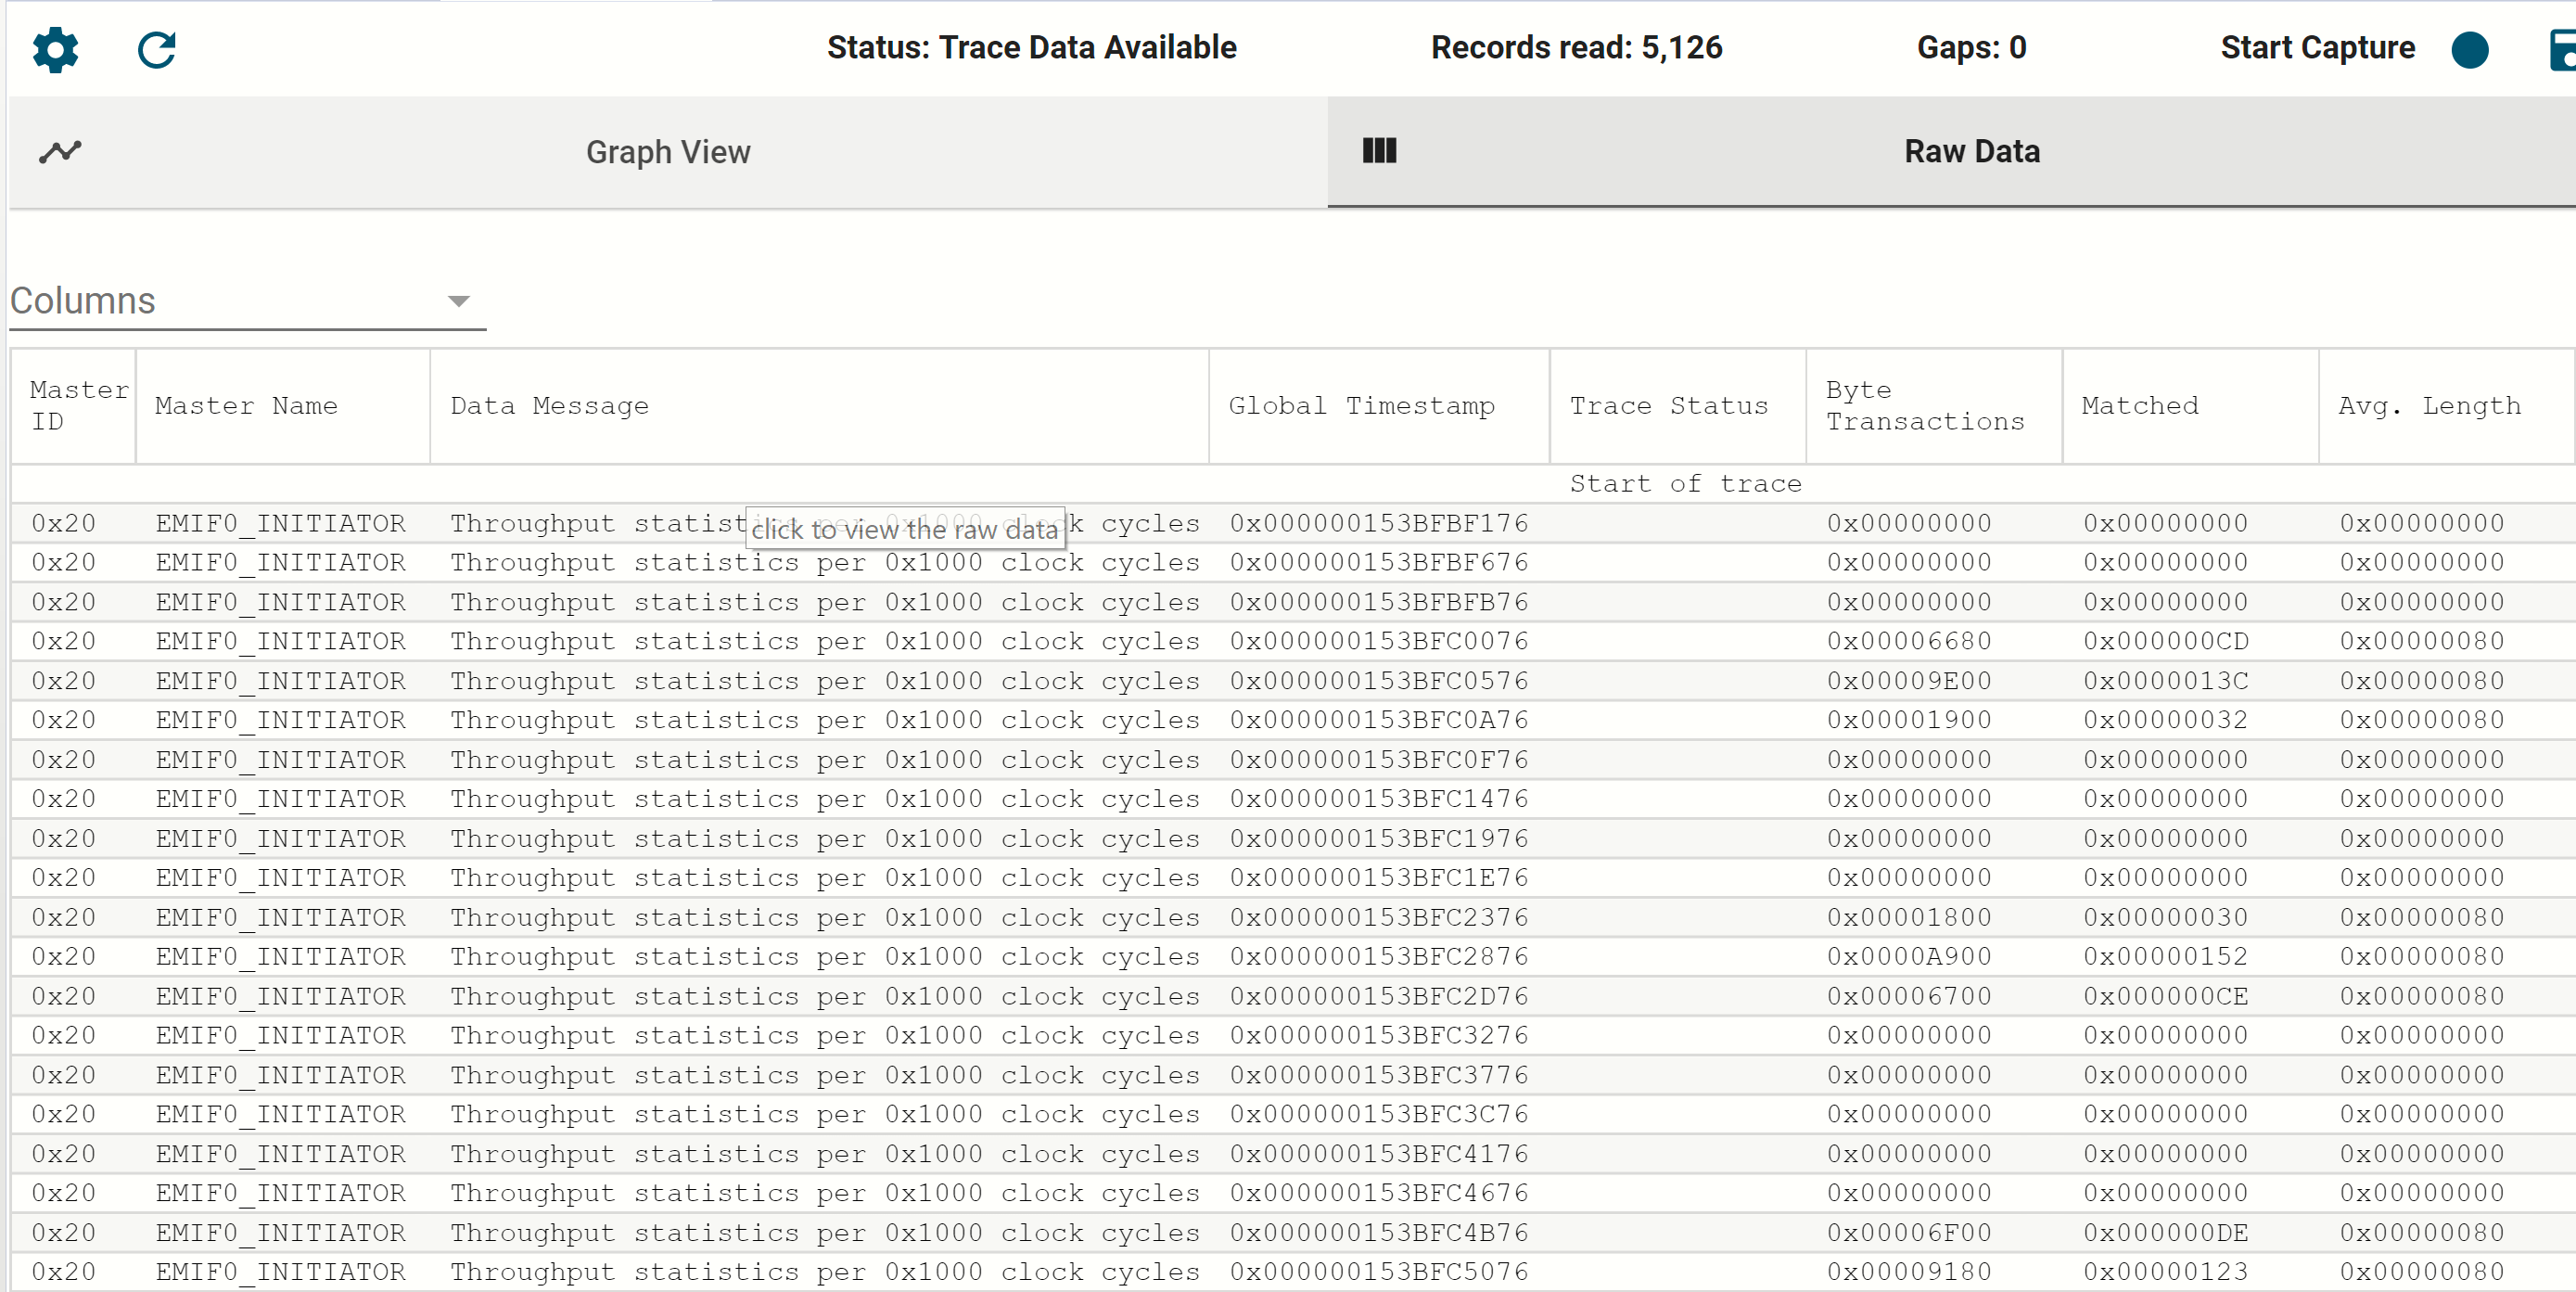 Status: Trace Data Available Records read: 5,126 Gaps: 0 Start Capture
Graph View Raw Data
Columns
Master ID Master Name Data Message Global Timestamp Trace Status Byte Transactions Matched Avg. Length
Start of trace
0x20 EMIF0_INITIATOR Throughput statistics per 0x1000 clock cycles 0x000000153BFBF176 0x00000000 0x00000000 0x00000000
click to view the raw data
0x20 EMIF0_INITIATOR Throughput statistics per 0x1000 clock cycles 0x000000153BFBF676 0x00000000 0x00000000 0x00000000
0x20 EMIF0_INITIATOR Throughput statistics per 0x1000 clock cycles 0x000000153BFBFB76 0x00000000 0x00000000 0x00000000
0x20 EMIF0_INITIATOR Throughput statistics per 0x1000 clock cycles 0x000000153BFC0076 0x00006680 0x000000CD 0x00000080
0x20 EMIF0_INITIATOR Throughput statistics per 0x1000 clock cycles 0x000000153BFC0576 0x00009E00 0x0000013C 0x00000080
0x20 EMIF0_INITIATOR Throughput statistics per 0x1000 clock cycles 0x000000153BFC0A76 0x00001900 0x00000032 0x00000080
0x20 EMIF0_INITIATOR Throughput statistics per 0x1000 clock cycles 0x000000153BFC0F76 0x00000000 0x00000000 0x00000000
0x20 EMIF0_INITIATOR Throughput statistics per 0x1000 clock cycles 0x000000153BFC1476 0x00000000 0x00000000 0x00000000
0x20 EMIF0_INITIATOR Throughput statistics per 0x1000 clock cycles 0x000000153BFC1976 0x00000000 0x00000000 0x00000000
0x20 EMIF0_INITIATOR Throughput statistics per 0x1000 clock cycles 0x000000153BFC1E76 0x00000000 0x00000000 0x00000000
0x20 EMIF0_INITIATOR Throughput statistics per 0x1000 clock cycles 0x000000153BFC2376 0x00001800 0x00000030 0x00000080
0x20 EMIF0_INITIATOR Throughput statistics per 0x1000 clock cycles 0x000000153BFC2876 0x0000A900 0x00000152 0x00000080
0x20 EMIF0_INITIATOR Throughput statistics per 0x1000 clock cycles 0x000000153BFC2D76 0x00006700 0x000000CE 0x00000080
0x20 EMIF0_INITIATOR Throughput statistics per 0x1000 clock cycles 0x000000153BFC3276 0x00000000 0x00000000 0x00000000
0x20 EMIF0_INITIATOR Throughput statistics per 0x1000 clock cycles 0x000000153BFC3776 0x00000000 0x00000000 0x00000000
0x20 EMIF0_INITIATOR Throughput statistics per 0x1000 clock cycles 0x000000153BFC3C76 0x00000000 0x00000000 0x00000000
0x20 EMIF0_INITIATOR Throughput statistics per 0x1000 clock cycles 0x000000153BFC4176 0x00000000 0x00000000 0x00000000
0x20 EMIF0_INITIATOR Throughput statistics per 0x1000 clock cycles 0x000000153BFC4676 0x00000000 0x00000000 0x00000000
0x20 EMIF0_INITIATOR Throughput statistics per 0x1000 clock cycles 0x000000153BFC4B76 0x00006F00 0x000000DE 0x00000080
0x20 EMIF0_INITIATOR Throughput statistics per 0x1000 clock cycles 0x000000153BFC5076 0x00009180 0x00000123 0x00000080